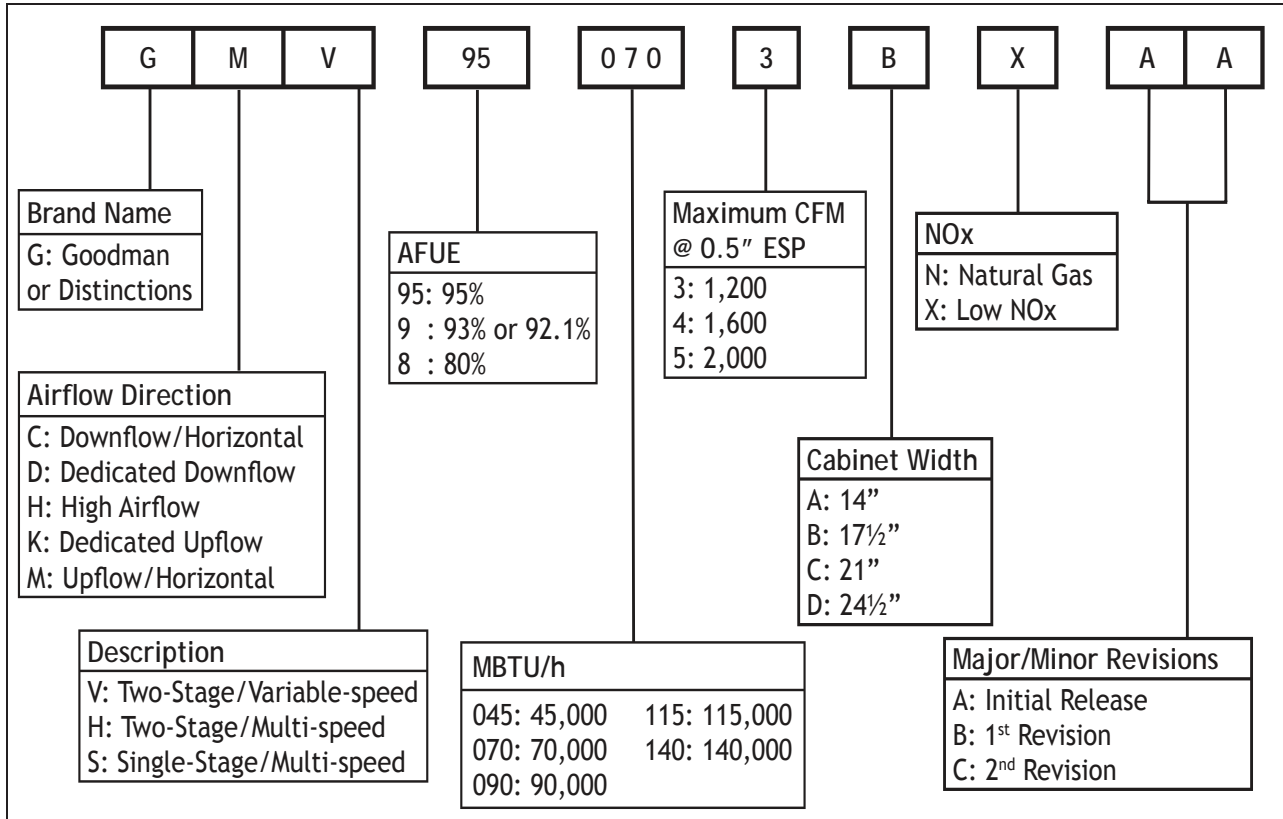 G M V 95 0 7 0 3 B X A A
Brand Name
G: Goodman
or Distinctions
Airflow Direction
C: Downflow/Horizontal
D: Dedicated Downflow
H: High Airflow
K: Dedicated Upflow
M: Upflow/Horizontal
Description
V: Two-Stage/Variable-speed
H: Two-Stage/Multi-speed
S: Single-Stage/Multi-speed
AFUE
95: 95%
9 : 93% or 92.1%
8 : 80%
MBTU/h
045: 45,000 115: 115,000
070: 70,000 140: 140,000
090: 90,000
Maximum CFM
@ 0.5″ ESP
3: 1,200
4: 1,600
5: 2,000
Cabinet Width
A: 14”
B: 17½”
C: 21”
D: 24½”
NOx
N: Natural Gas
X: Low NOx
Major/Minor Revisions
A: Initial Release
B: 1st Revision
C: 2nd Revision